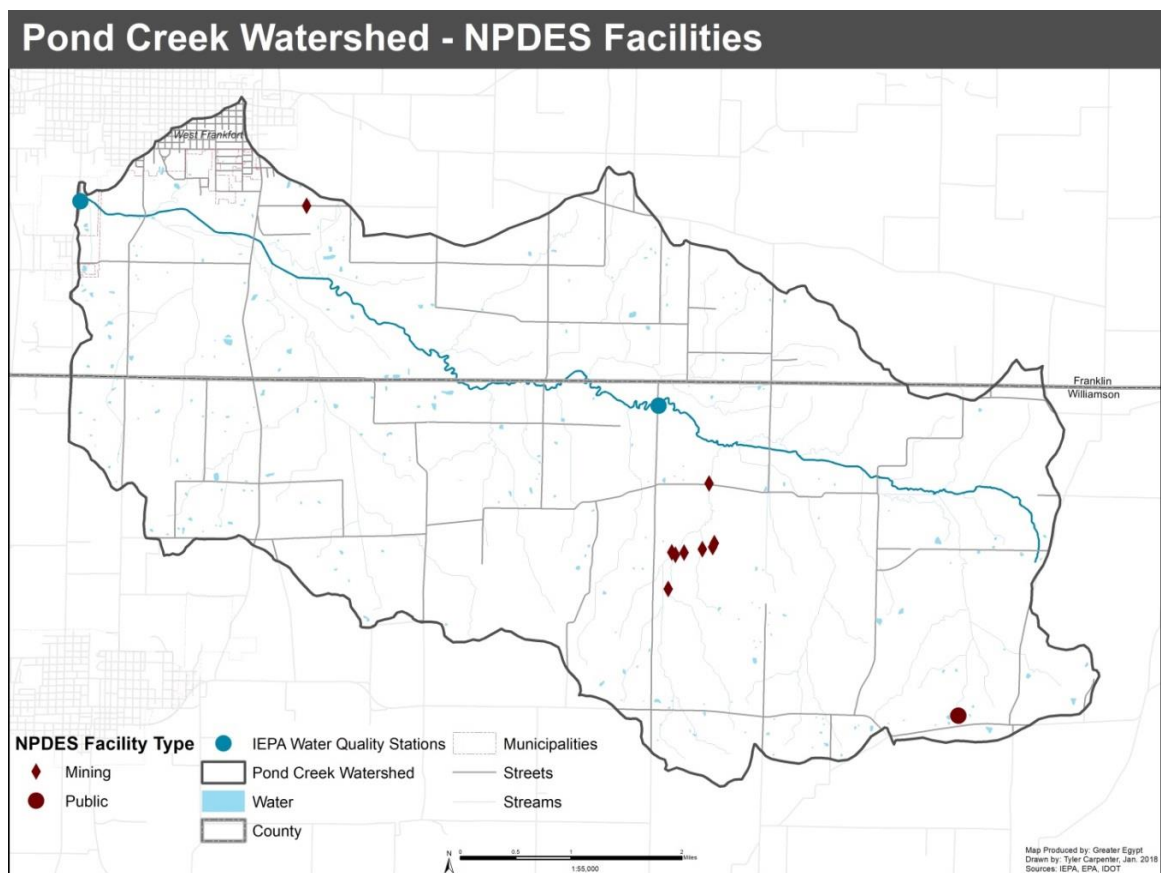 Pond Creek Watershed - NPDES Facilities
West Frankfort
Franklin
Williamson
NPDES Facility Type
Mining
Public
IEPA Water Quality Stations
Pond Creek Watershed
Water
County
Municipalities
Streets
Streams
N
0 0.5 1 2
Miles
1:55,000
Map Produced by: Greater Egypt
Drawn by: Tyler Carpenter, Jan. 2018
Sources: IEPA, EPA, IDOT